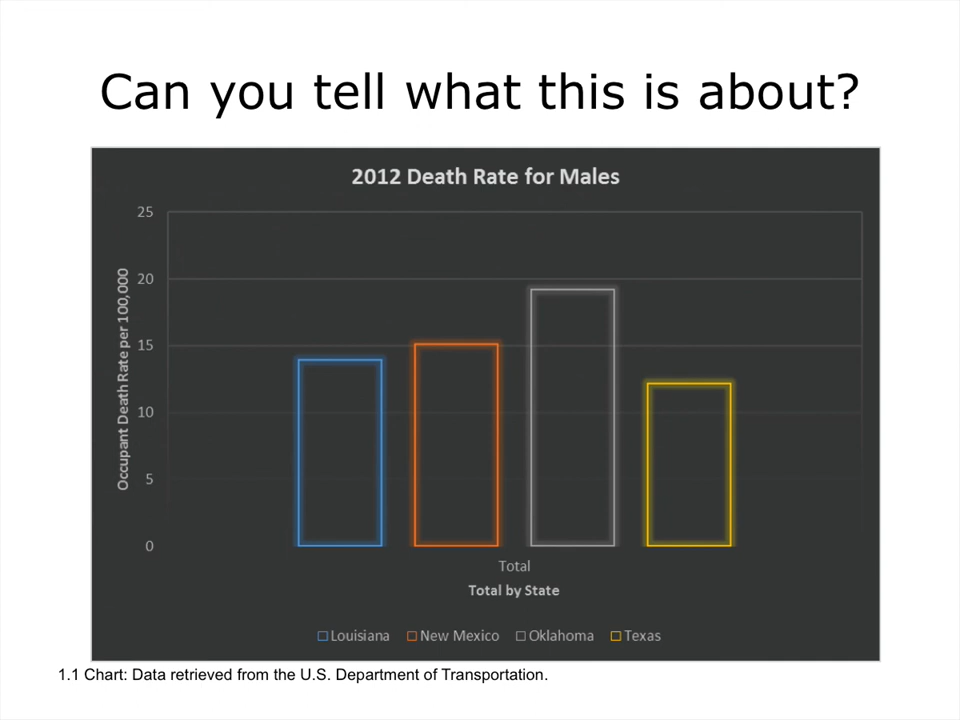 Can you tell what this is about?
2012 Death Rate for Males
Occupant Death Rate per 100,000
25
20
15
10
5
0
Total
Total by State
Louisiana New Mexico Oklahoma Texas
1.1 Chart: Data retrieved from the U.S. Department of Transportation.